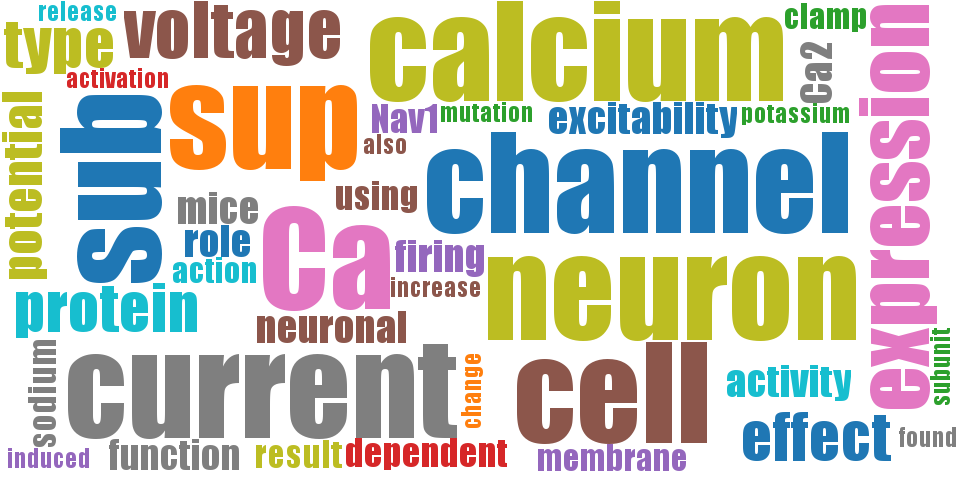 release
type
voltage
calcium
clamp
expression
activation
Ca2
potential
sub
sup
Nav1
mutation
excitability
potassium
also
channel
using
mice
Ca
role
firing
action
neuron
increase
protein
neuronal
subunit
sodium
current
change
cell
activity
effect
found
induced
function
result
dependent
membrane